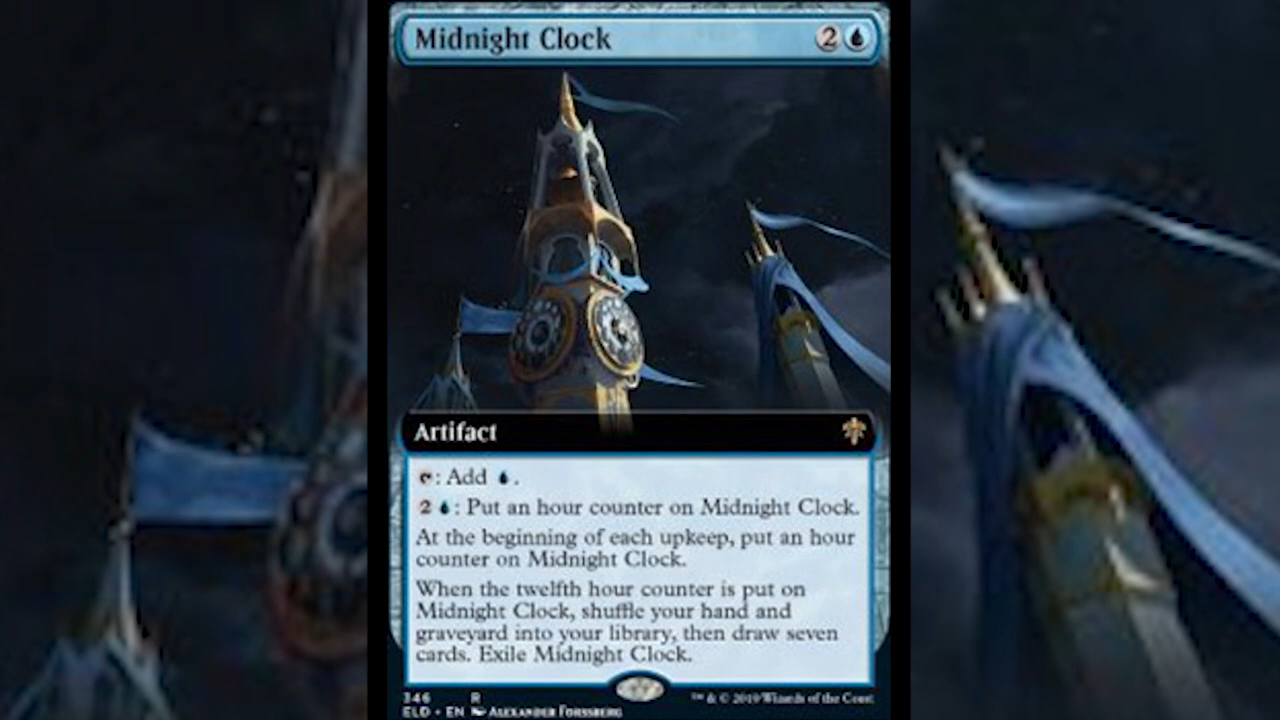 Midnight Clock 2
Artifact
: Add .
2 : Put an hour counter on Midnight Clock.
At the beginning of each upkeep, put an hour
counter on Midnight Clock.
When the twelfth hour counter is put on
Midnight Clock, shuffle your hand and
graveyard into your library, then draw seven
cards. Exile Midnight Clock.
346 R ™ & © 2019 Wizards of the Coast
ELD • EN Alexander Forssberg